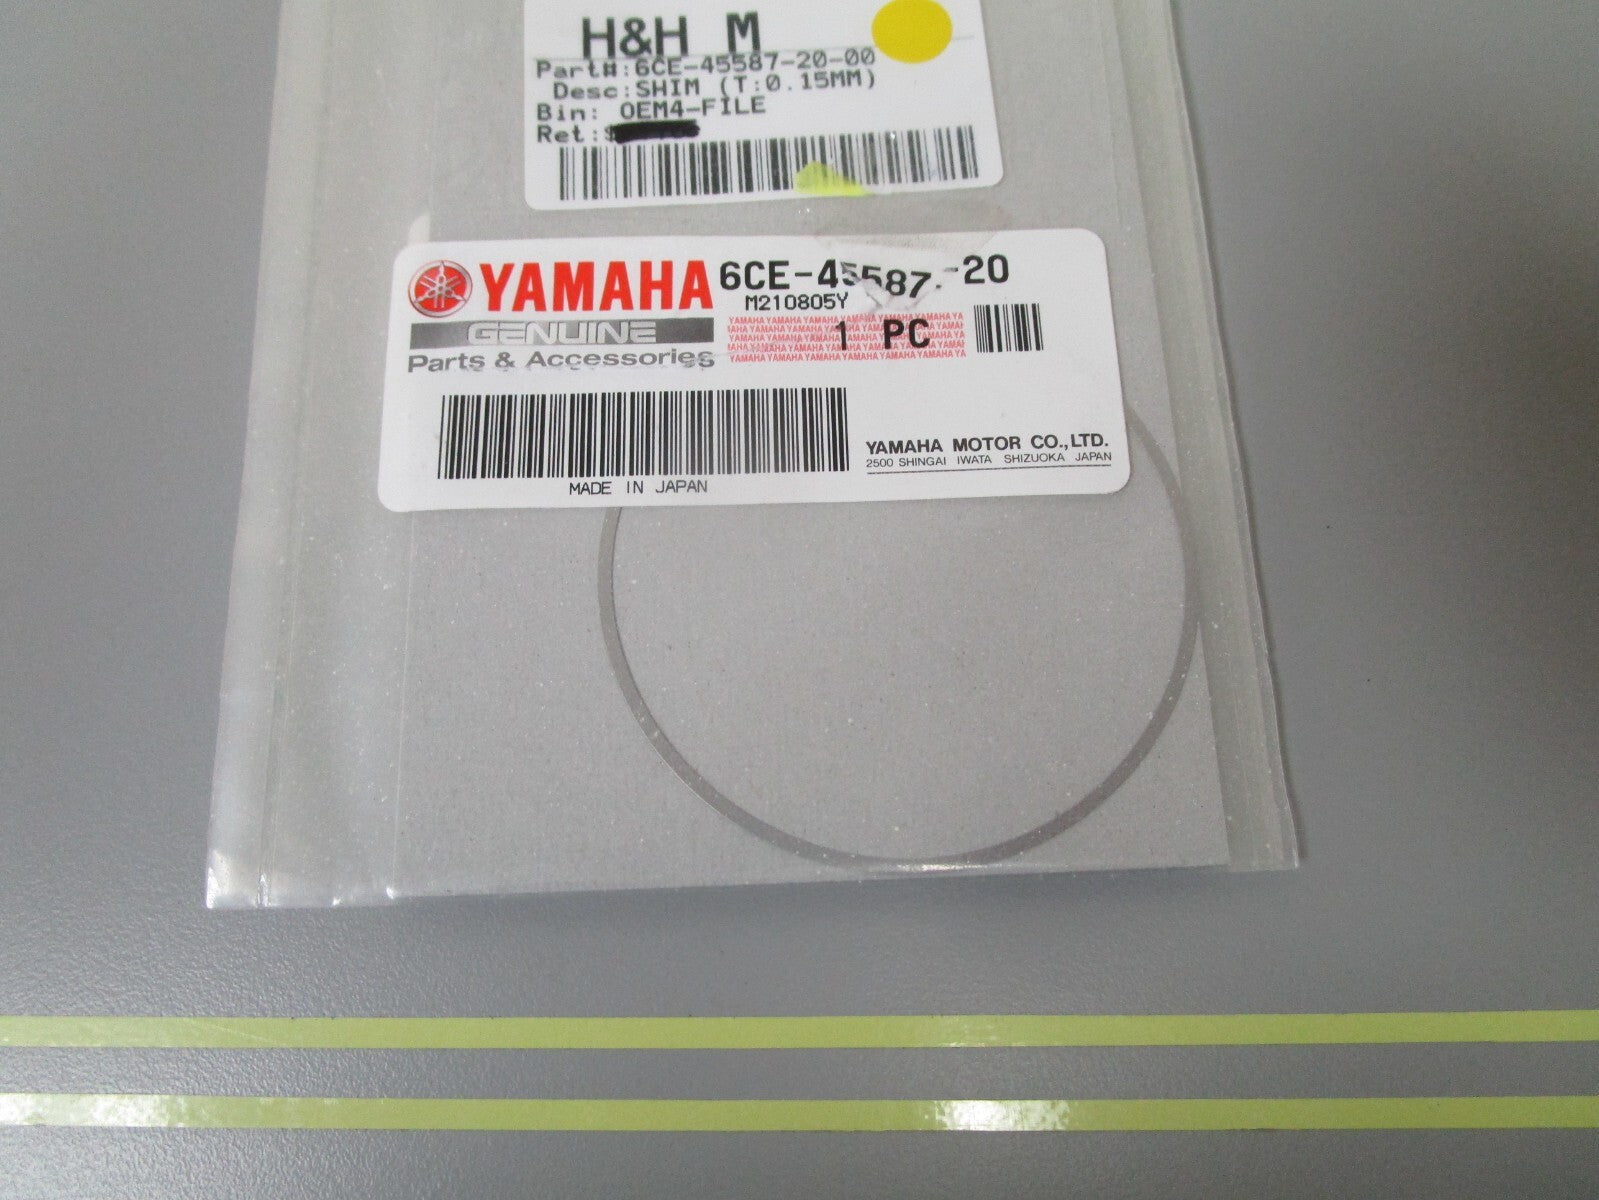 H&H M
Part#:6CE-45587-20-00
Desc:SHIM (T:0.15MM)
Bin: OEM4-FILE
Ret:$
YAMAHA 6CE-45587-20
M210805Y
GENUINE
1 PC
Parts & Accessories
YAMAHA MOTOR CO.,LTD.
2500 SHINGAI IWATA SHIZUOKA JAPAN
MADE IN JAPAN